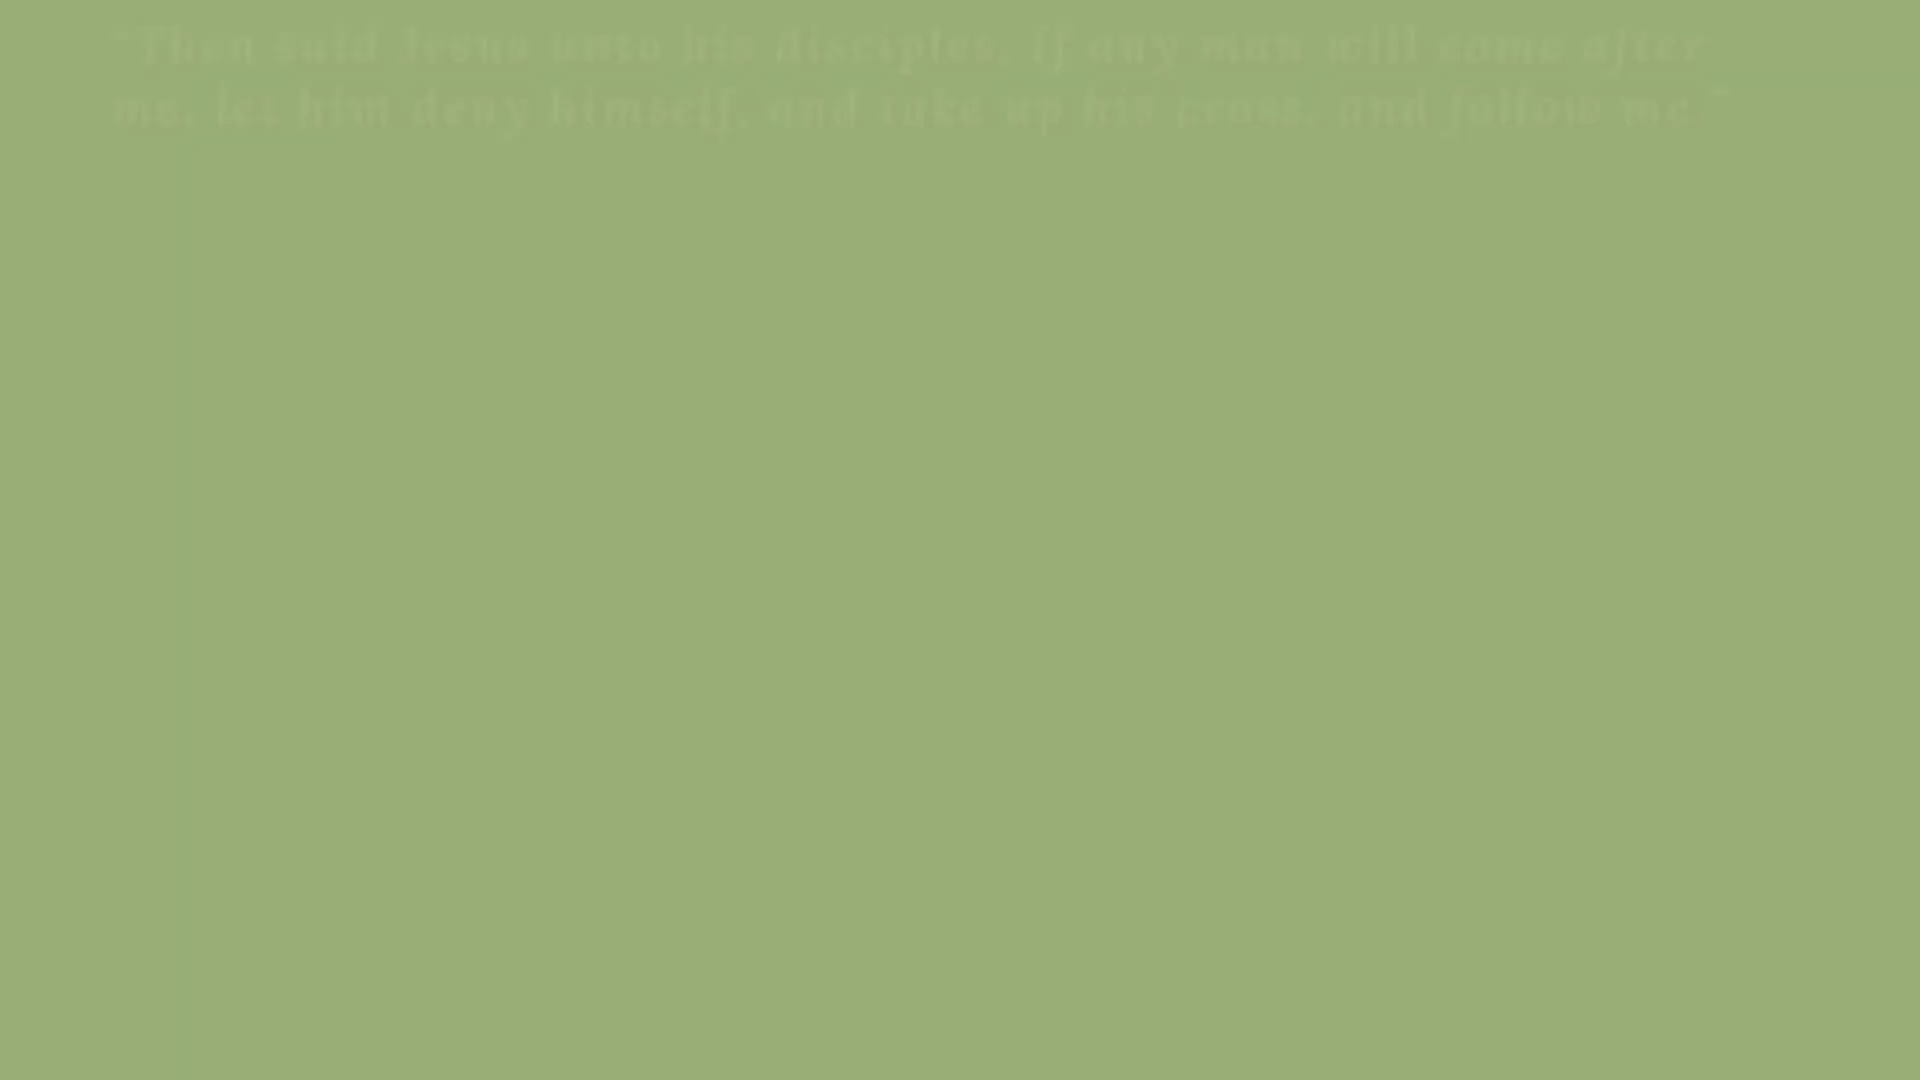 "Then said Jesus unto his disciples, If any man will come after
me, let him deny himself, and take up his cross, and follow me."